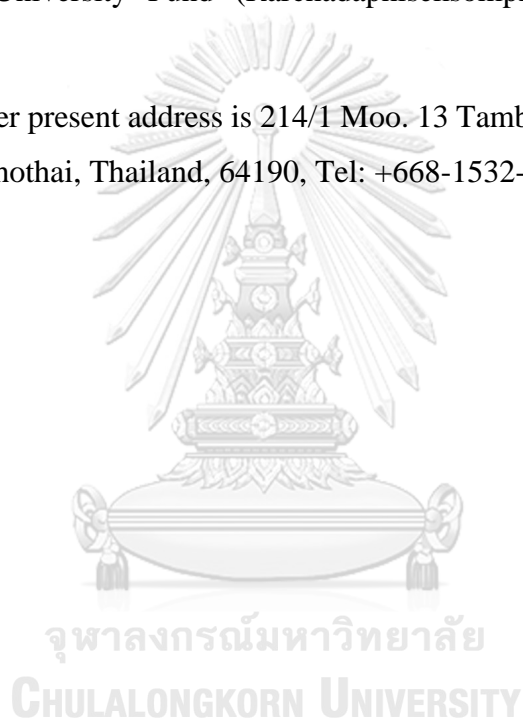 University Fund
er present address is 214/1 Moo. 13 Tamb
nothai, Thailand, 64190, Tel: +668-1532-
จุฬาลงกรณ์มหาวิทยาลัย
CHULALONGKORN UNIVERSITY